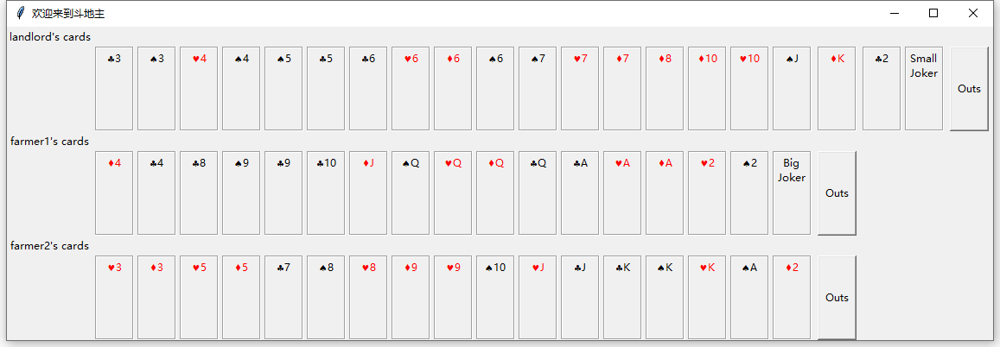 欢迎来到斗地主
landlord's cards
♣3 ♠3 ♥4 ♠4 ♠5 ♣5 ♣6 ♥6 ♦6 ♠6 ♠7 ♥7 ♦7 ♦8 ♦10 ♥10 ♠J ♦K ♣2 Small Joker Outs
farmer1's cards
♦4 ♣4 ♣8 ♠9 ♣9 ♣10 ♦J ♠Q ♥Q ♦Q ♣Q ♣A ♥A ♦A ♥2 ♠2 Big Joker Outs
farmer2's cards
♥3 ♦3 ♥5 ♦5 ♣7 ♠8 ♥8 ♦9 ♥9 ♠10 ♥J ♣J ♣K ♠K ♥K ♠A ♦2 Outs